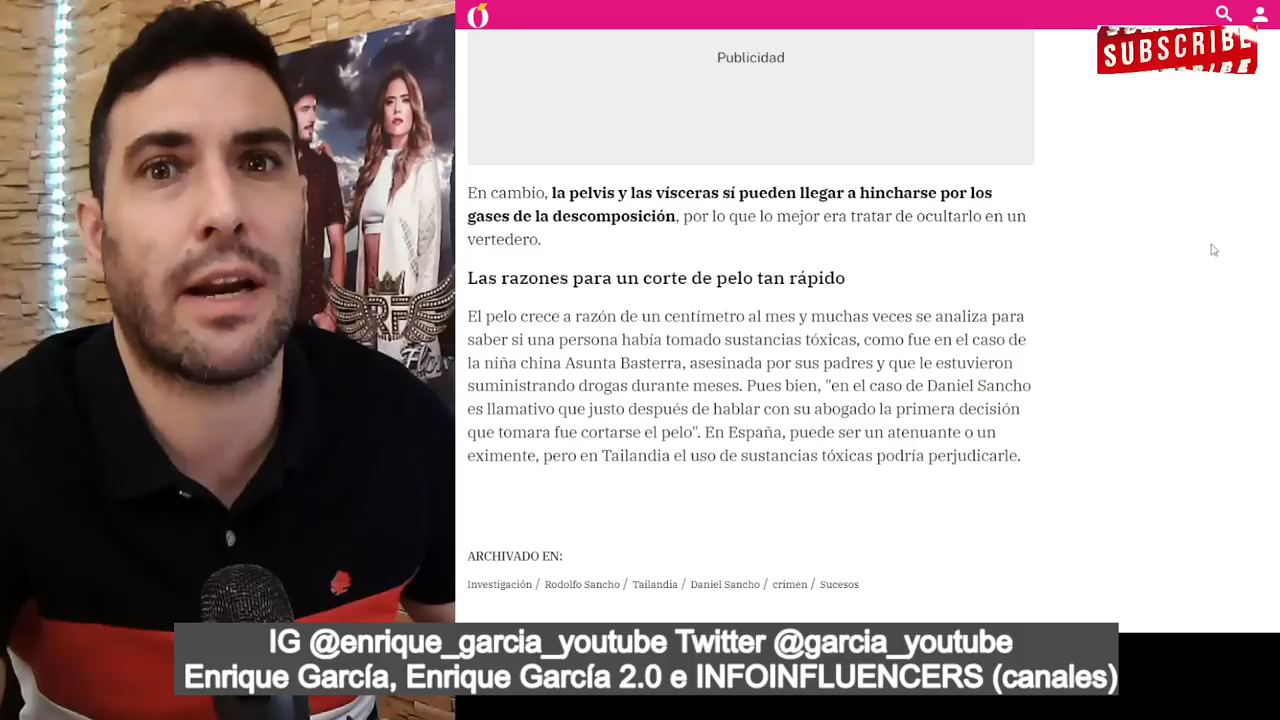 Ó
SUBSCRIBE
Publicidad
En cambio, la pelvis y las vísceras sí pueden llegar a hincharse por los
gases de la descomposición, por lo que lo mejor era tratar de ocultarlo en un
vertedero.
Las razones para un corte de pelo tan rápido
El pelo crece a razón de un centímetro al mes y muchas veces se analiza para
saber si una persona había tomado sustancias tóxicas, como fue en el caso de
la niña china Asunta Basterra, asesinada por sus padres y que le estuvieron
suministrando drogas durante meses. Pues bien, "en el caso de Daniel Sancho
es llamativo que justo después de hablar con su abogado la primera decisión
que tomara fue cortarse el pelo". En España, puede ser un atenuante o un
eximente, pero en Tailandia el uso de sustancias tóxicas podría perjudicarle.
ARCHIVADO EN:
Investigación / Rodolfo Sancho / Tailandia / Daniel Sancho / crimen / Sucesos
RF
Flow
IG @enrique_garcia_youtube Twitter @garcia_youtube
Enrique García, Enrique García 2.0 e INFOINFLUENCERS (canales)